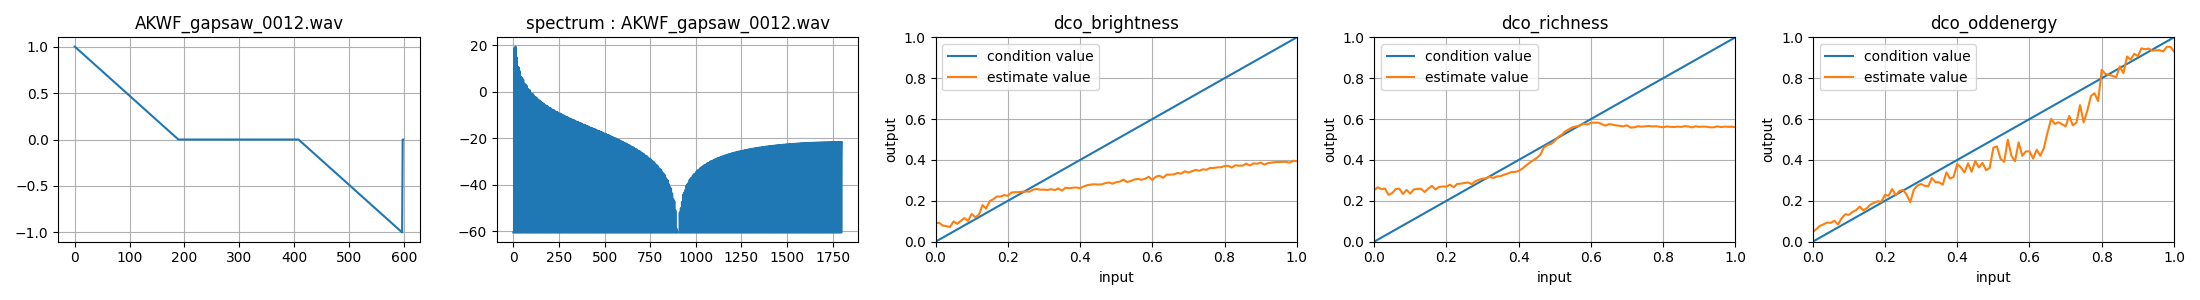 AKWF_gapsaw_0012.wav
1.0
0.5
0.0
−0.5
−1.0
0 100 200 300 400 500 600
spectrum : AKWF_gapsaw_0012.wav
20
0
−20
−40
−60
0 250 500 750 1000 1250 1500 1750
dco_brightness
condition value
estimate value
output
1.0
0.8
0.6
0.4
0.2
0.0
0.0 0.2 0.4 0.6 0.8 1.0
input
dco_richness
condition value
estimate value
output
1.0
0.8
0.6
0.4
0.2
0.0
0.0 0.2 0.4 0.6 0.8 1.0
input
dco_oddenergy
condition value
estimate value
output
1.0
0.8
0.6
0.4
0.2
0.0
0.0 0.2 0.4 0.6 0.8 1.0
input